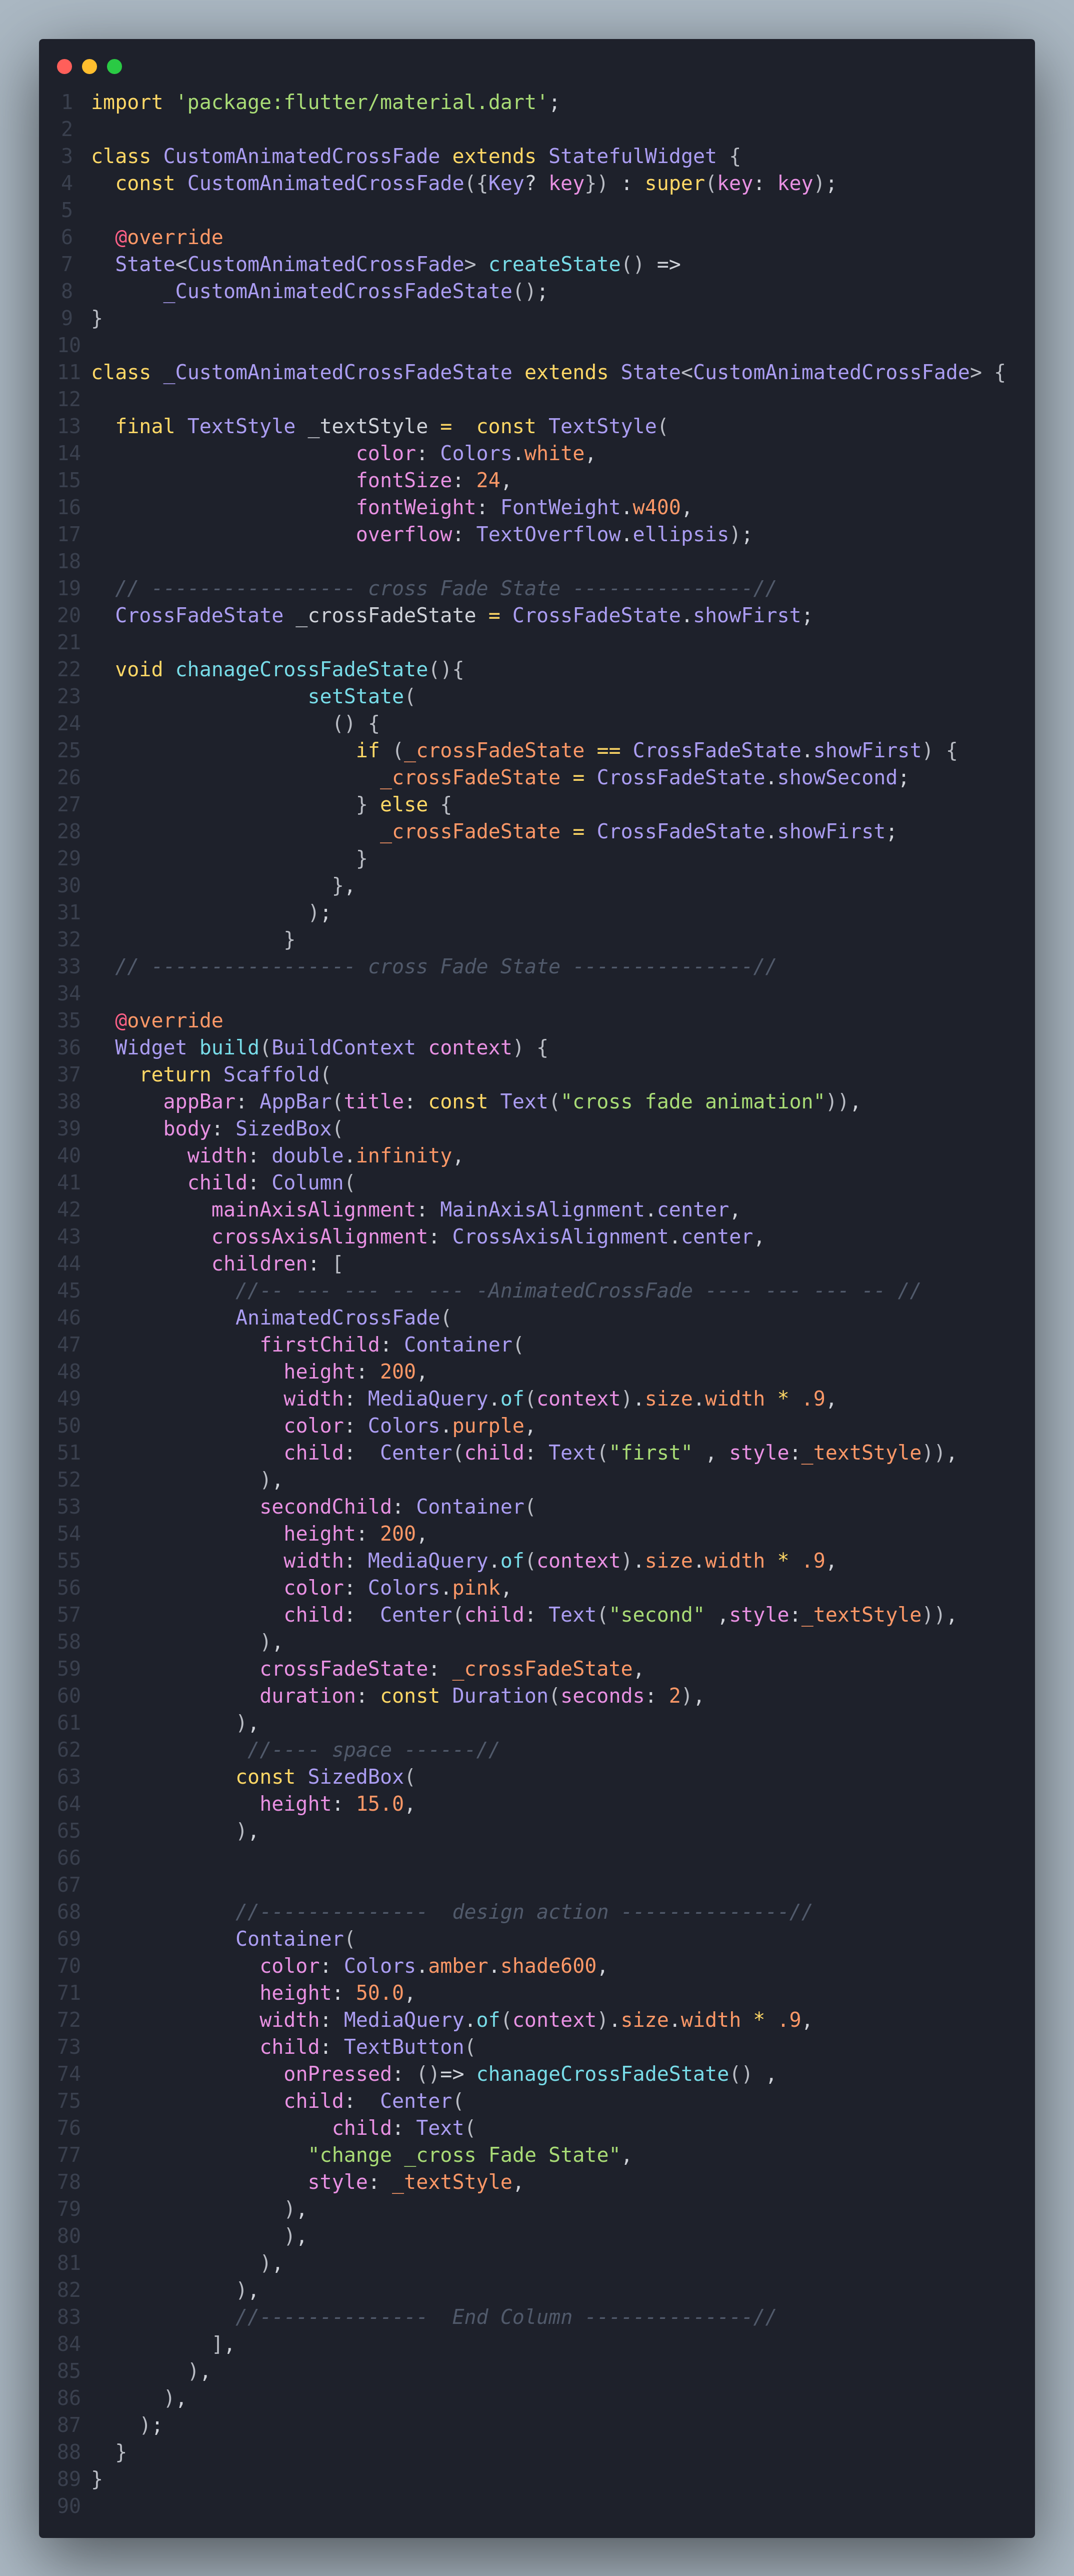 1 import 'package:flutter/material.dart';
2
3 class CustomAnimatedCrossFade extends StatefulWidget {
4   const CustomAnimatedCrossFade({Key? key}) : super(key: key);
5
6   @override
7   State<CustomAnimatedCrossFade> createState() =>
8       _CustomAnimatedCrossFadeState();
9 }
10
11 class _CustomAnimatedCrossFadeState extends State<CustomAnimatedCrossFade> {
12
13   final TextStyle _textStyle =  const TextStyle(
14                       color: Colors.white,
15                       fontSize: 24,
16                       fontWeight: FontWeight.w400,
17                       overflow: TextOverflow.ellipsis);
18
19   // ----------------- cross Fade State ---------------//
20   CrossFadeState _crossFadeState = CrossFadeState.showFirst;
21
22   void chanageCrossFadeState(){
23                   setState(
24                     () {
25                       if (_crossFadeState == CrossFadeState.showFirst) {
26                         _crossFadeState = CrossFadeState.showSecond;
27                       } else {
28                         _crossFadeState = CrossFadeState.showFirst;
29                       }
30                     },
31                   );
32                 }
33   // ----------------- cross Fade State ---------------//
34
35   @override
36   Widget build(BuildContext context) {
37     return Scaffold(
38       appBar: AppBar(title: const Text("cross fade animation")),
39       body: SizedBox(
40         width: double.infinity,
41         child: Column(
42           mainAxisAlignment: MainAxisAlignment.center,
43           crossAxisAlignment: CrossAxisAlignment.center,
44           children: [
45             //-- --- --- -- --- -AnimatedCrossFade ---- --- --- -- //
46             AnimatedCrossFade(
47               firstChild: Container(
48                 height: 200,
49                 width: MediaQuery.of(context).size.width * .9,
50                 color: Colors.purple,
51                 child:  Center(child: Text("first" , style:_textStyle)),
52               ),
53               secondChild: Container(
54                 height: 200,
55                 width: MediaQuery.of(context).size.width * .9,
56                 color: Colors.pink,
57                 child:  Center(child: Text("second" ,style:_textStyle)),
58               ),
59               crossFadeState: _crossFadeState,
60               duration: const Duration(seconds: 2),
61             ),
62              //---- space ------//
63             const SizedBox(
64               height: 15.0,
65             ),
66
67
68             //--------------  design action --------------//
69             Container(
70               color: Colors.amber.shade600,
71               height: 50.0,
72               width: MediaQuery.of(context).size.width * .9,
73               child: TextButton(
74                 onPressed: ()=> chanageCrossFadeState() ,
75                 child:  Center(
76                     child: Text(
77                   "change _cross Fade State",
78                   style: _textStyle,
79                 ),
80                 ),
81               ),
82             ),
83             //--------------  End Column --------------//
84           ],
85         ),
86       ),
87     );
88   }
89 }
90